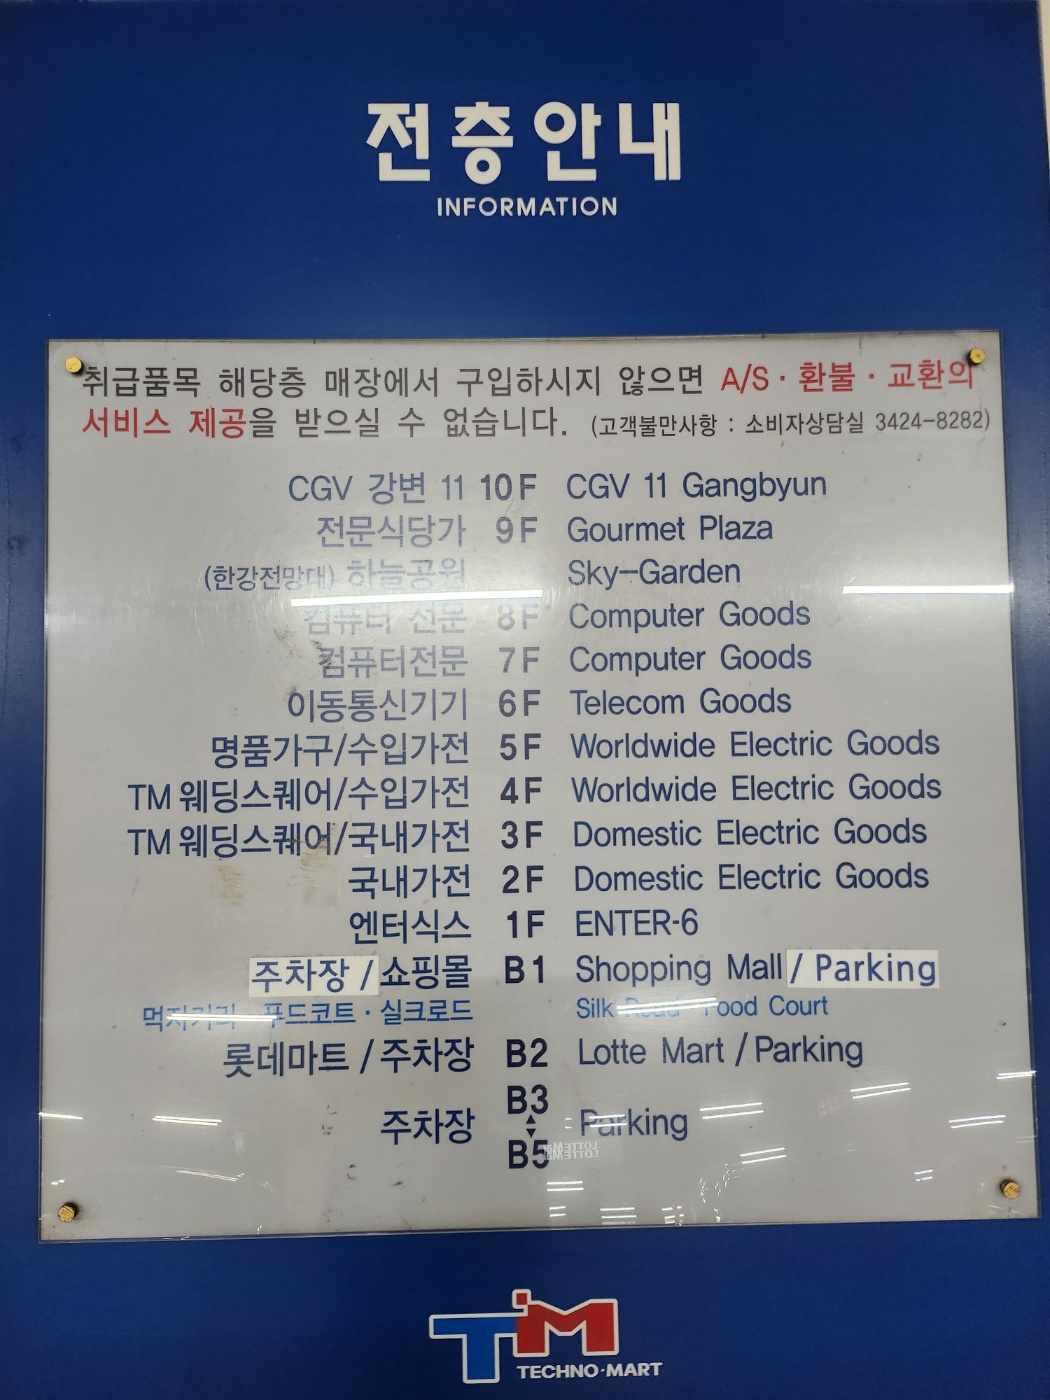 전층안내
INFORMATION
취급품목 해당층 매장에서 구입하시지 않으면 A/S · 환불 · 교환의
서비스 제공을 받으실 수 없습니다. (고객불만사항 : 소비자상담실 3424-8282)
CGV 강변 11 10F CGV 11 Gangbyun
전문식당가 9F Gourmet Plaza
(한강전망대) 하늘공원 Sky-Garden
컴퓨터 전문 8F Computer Goods
컴퓨터전문 7F Computer Goods
이동통신기기 6F Telecom Goods
명품가구/수입가전 5F Worldwide Electric Goods
TM웨딩스퀘어/수입가전 4F Worldwide Electric Goods
TM웨딩스퀘어/국내가전 3F Domestic Electric Goods
국내가전 2F Domestic Electric Goods
엔터식스 1F ENTER-6
주차장 / 쇼핑몰 B1 Shopping Mall / Parking
먹자거리 푸드코트 · 실크로드 Silk Road Food Court
롯데마트 / 주차장 B2 Lotte Mart / Parking
주차장 B3 Parking
B5
TM
TECHNO-MART